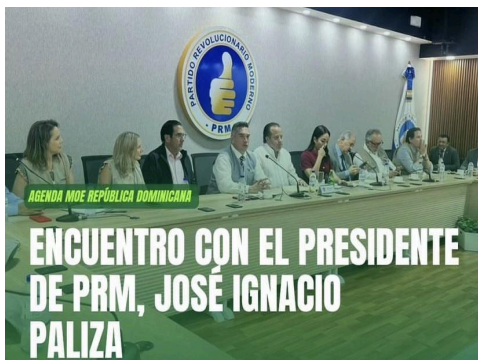 PARTIDO REVOLUCIONARIO MODERNO
PRM
AGENDA MOE REPÚBLICA DOMINICANA
ENCUENTRO CON EL PRESIDENTE
DE PRM, JOSÉ IGNACIO
PALIZA